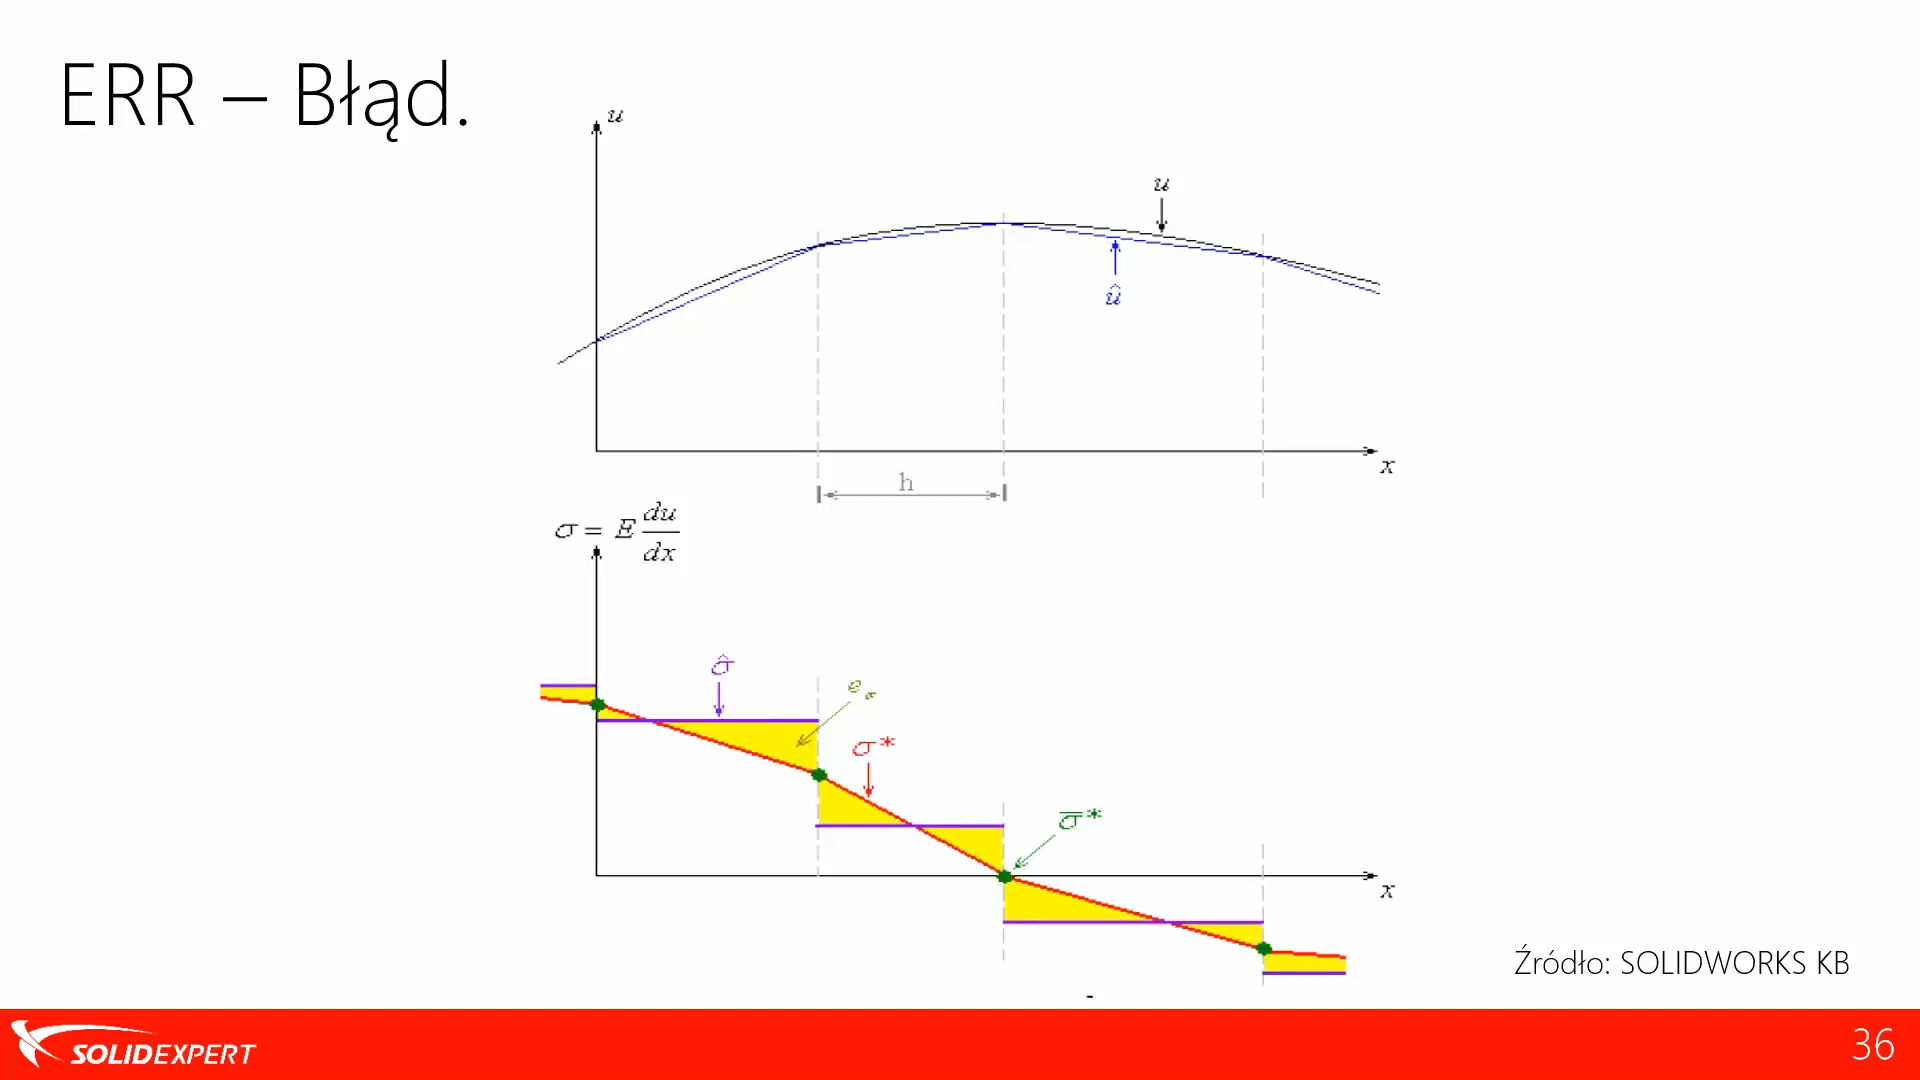 ERR – Błąd.
u
u
û
x
h
σ = E du/dx
σ̂
e_σ
σ*
σ̅*
x
Źródło: SOLIDWORKS KB
SOLIDEXPERT
36